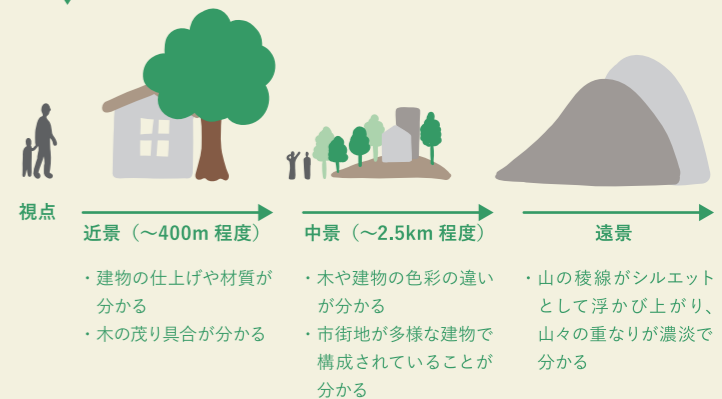 視点
近景（～400m 程度）
・建物の仕上げや材質が
分かる
・木の茂り具合が分かる
中景（～2.5km 程度）
・木や建物の色彩の違い
が分かる
・市街地が多様な建物で
構成されていることが
分かる
遠景
・山の稜線がシルエット
として浮かび上がり、
山々の重なりが濃淡で
分かる